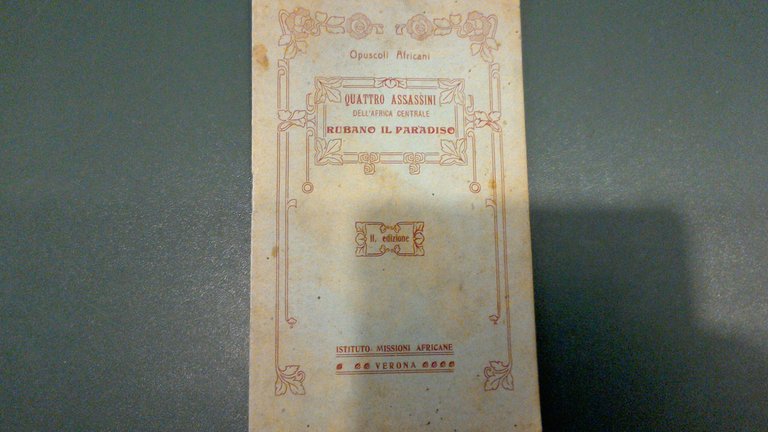 Opuscoli Africani
QUATTRO ASSASSINI
DELL'AFRICA CENTRALE
RUBANO IL PARADISO
II. edizione
ISTITUTO MISSIONI AFRICANE
VERONA